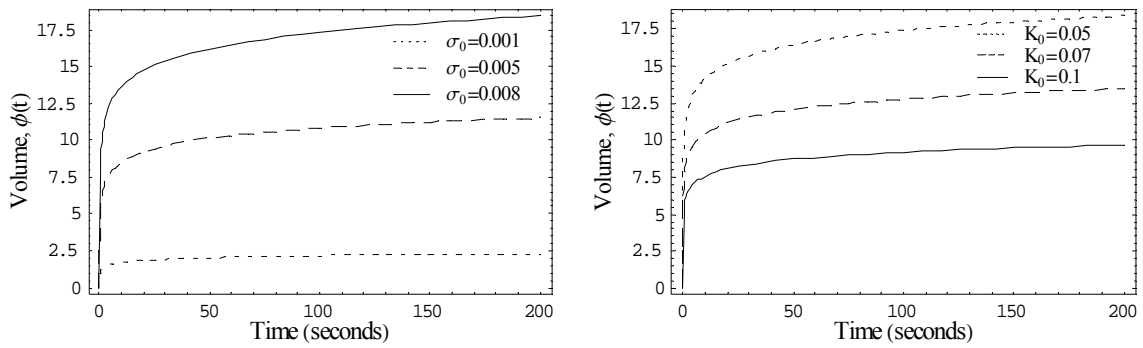 17.5
15
12.5
10
7.5
5
2.5
0
Volume, ϕ(t)
σ₀=0.001
σ₀=0.005
σ₀=0.008
0 50 100 150 200
Time (seconds)
17.5
15
12.5
10
7.5
5
2.5
0
Volume, ϕ(t)
K₀=0.05
K₀=0.07
K₀=0.1
0 50 100 150 200
Time (seconds)